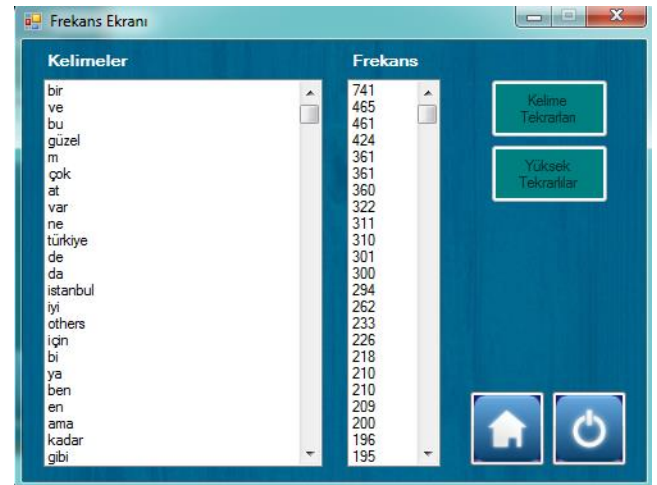 Frekans Ekranı
Kelimeler Frekans
bir 741
ve 465
bu 461
güzel 424
m 361
çok 361
at 360
var 322
ne 311
türkiye 310
de 301
da 300
istanbul 294
iyi 262
others 233
için 226
bi 218
ya 210
ben 210
en 209
ama 200
kadar 196
gibi 195
Kelime
Tekrarları
Yüksek
Tekrarlılar